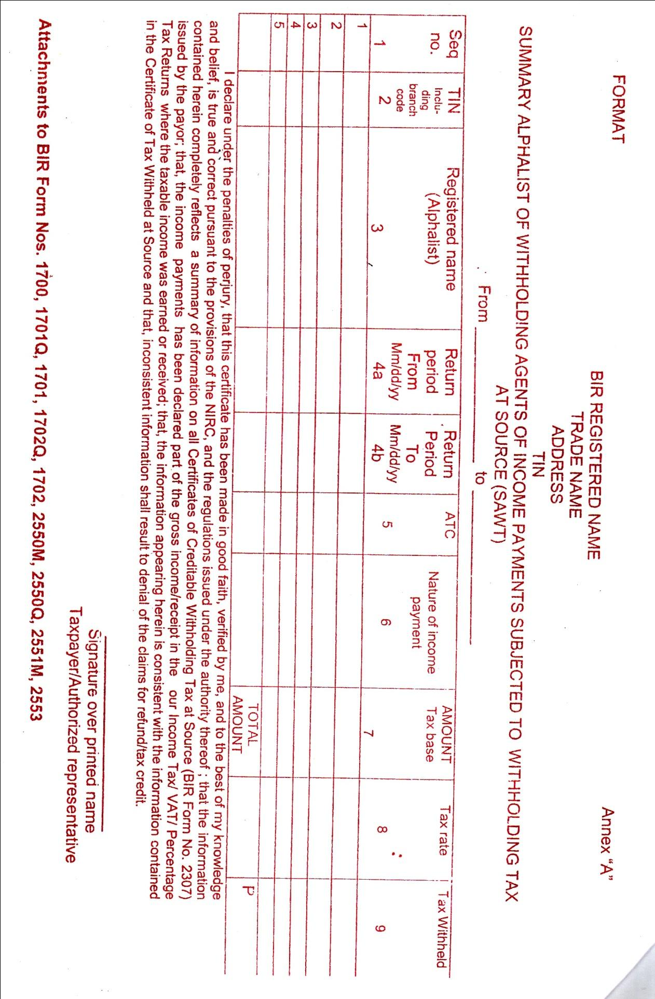 FORMAT
Annex “A”
BIR REGISTERED NAME
TRADE NAME
ADDRESS
TIN
SUMMARY ALPHALIST OF WITHHOLDING AGENTS OF INCOME PAYMENTS SUBJECTED TO WITHHOLDING TAX
AT SOURCE (SAWT)
From ____________ to ____________
Seq no. 1
TIN Inclu-ding branch code 2
Registered name (Alphalist) 3
Return period From Mm/dd/yy 4a
Return Period To Mm/dd/yy 4b
ATC 5
Nature of income payment 6
AMOUNT Tax base 7
Tax rate 8
Tax Withheld 9
1
2
3
4
5
TOTAL AMOUNT P
I declare under the penalties of perjury, that this certificate has been made in good faith, verified by me, and to the best of my knowledge
and belief, is true and correct pursuant to the provisions of the NIRC, and the regulations issued under the authority thereof ; that the information
contained herein completely reflects a summary of information on all Certificates of Creditable Withholding Tax at Source (BIR Form No. 2307)
issued by the payor; that, the income payments has been declared part of the gross income/receipt in the our Income Tax/ VAT/ Percentage
Tax Returns where the taxable income was earned or received; that, the information appearing herein is consistent with the information contained
in the Certificate of Tax Withheld at Source and that, inconsistent information shall result to denial of the claims for refund/tax credit.
Signature over printed name
Taxpayer/Authorized representative
Attachments to BIR Form Nos. 1700, 1701Q, 1701, 1702Q, 1702, 2550M, 2550Q, 2551M, 2553